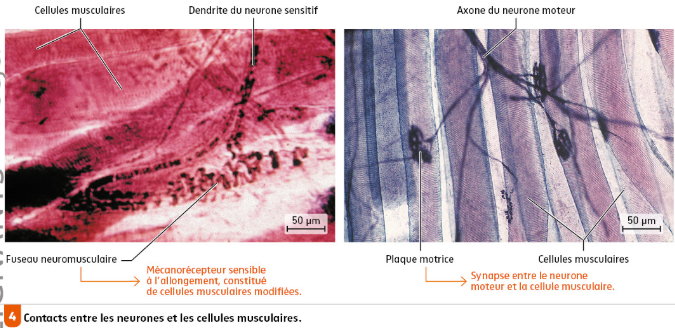 Cellules musculaires
Dendrite du neurone sensitif
Axone du neurone moteur
50 µm
50 µm
Fuseau neuromusculaire
Mécanorécepteur sensible
à l'allongement, constitué
de cellules musculaires modifiées.
Plaque motrice
Cellules musculaires
Synapse entre le neurone
moteur et la cellule musculaire.
4 Contacts entre les neurones et les cellules musculaires.